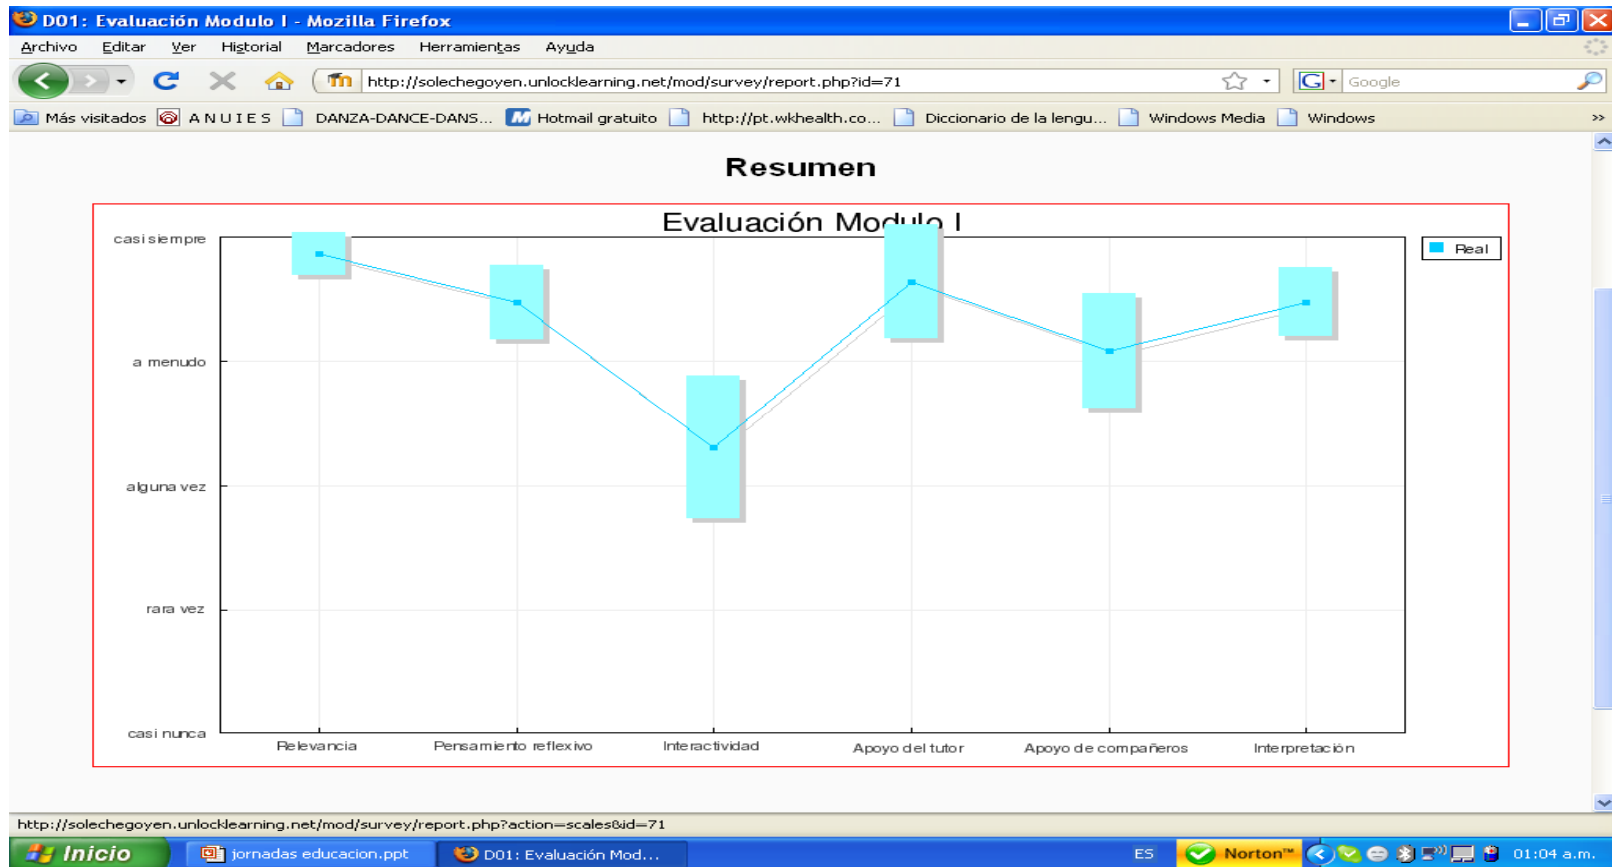 D01: Evaluación Modulo I - Mozilla Firefox
Archivo Editar Ver Historial Marcadores Herramientas Ayuda
http://solechegoyen.unlocklearning.net/mod/survey/report.php?id=71 Google
Más visitados A N U I E S DANZA-DANCE-DANS... Hotmail gratuito http://pt.wkhealth.co... Diccionario de la lengu... Windows Media Windows »
Resumen
Evaluación Modulo I
casi siempre
Real
a menudo
alguna vez
rara vez
casi nunca
Relevancia Pensamiento reflexivo Interactividad Apoyo del tutor Apoyo de compañeros Interpretación
http://solechegoyen.unlocklearning.net/mod/survey/report.php?action=scales&id=71
Inicio jornadas educacion.ppt D01: Evaluación Mod... ES Norton™ 01:04 a.m.